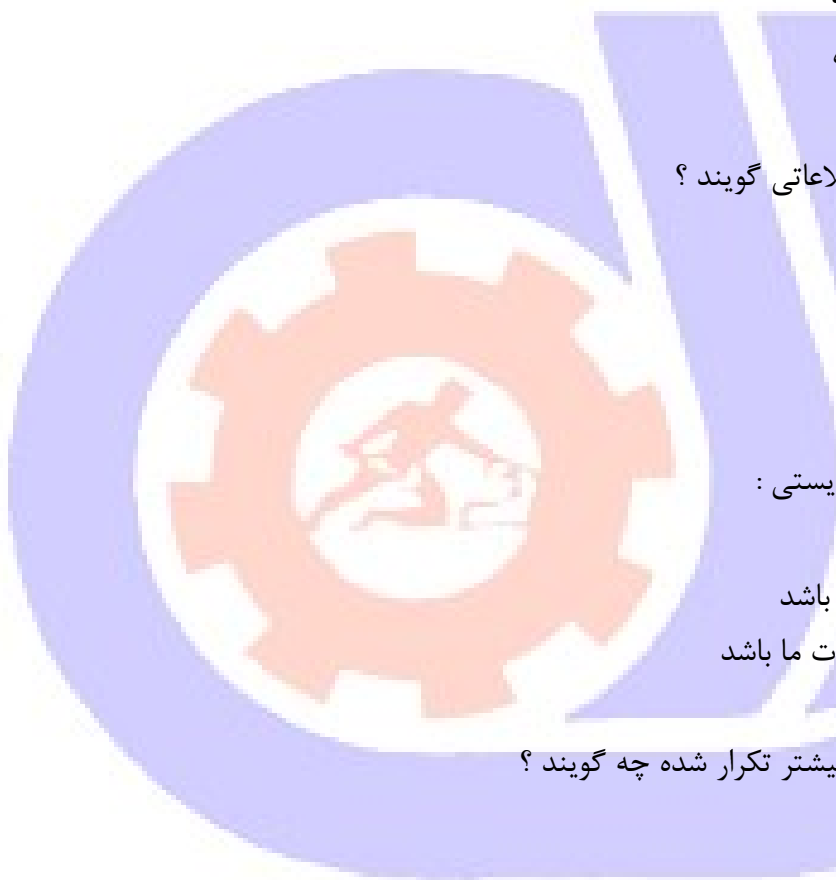 لاعاتی گویند ؟
یستی :
باشد
ت ما باشد
یشتر تکرار شده چه گویند ؟